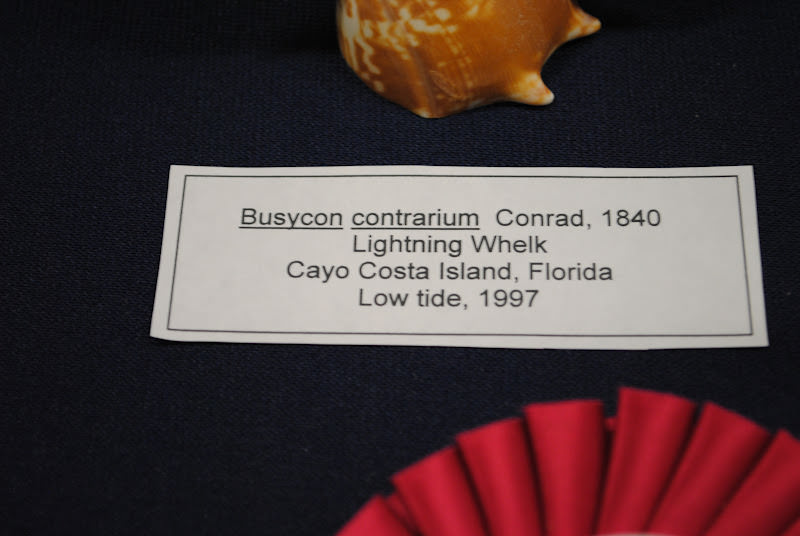 Busycon contrarium Conrad, 1840
Lightning Whelk
Cayo Costa Island, Florida
Low tide, 1997